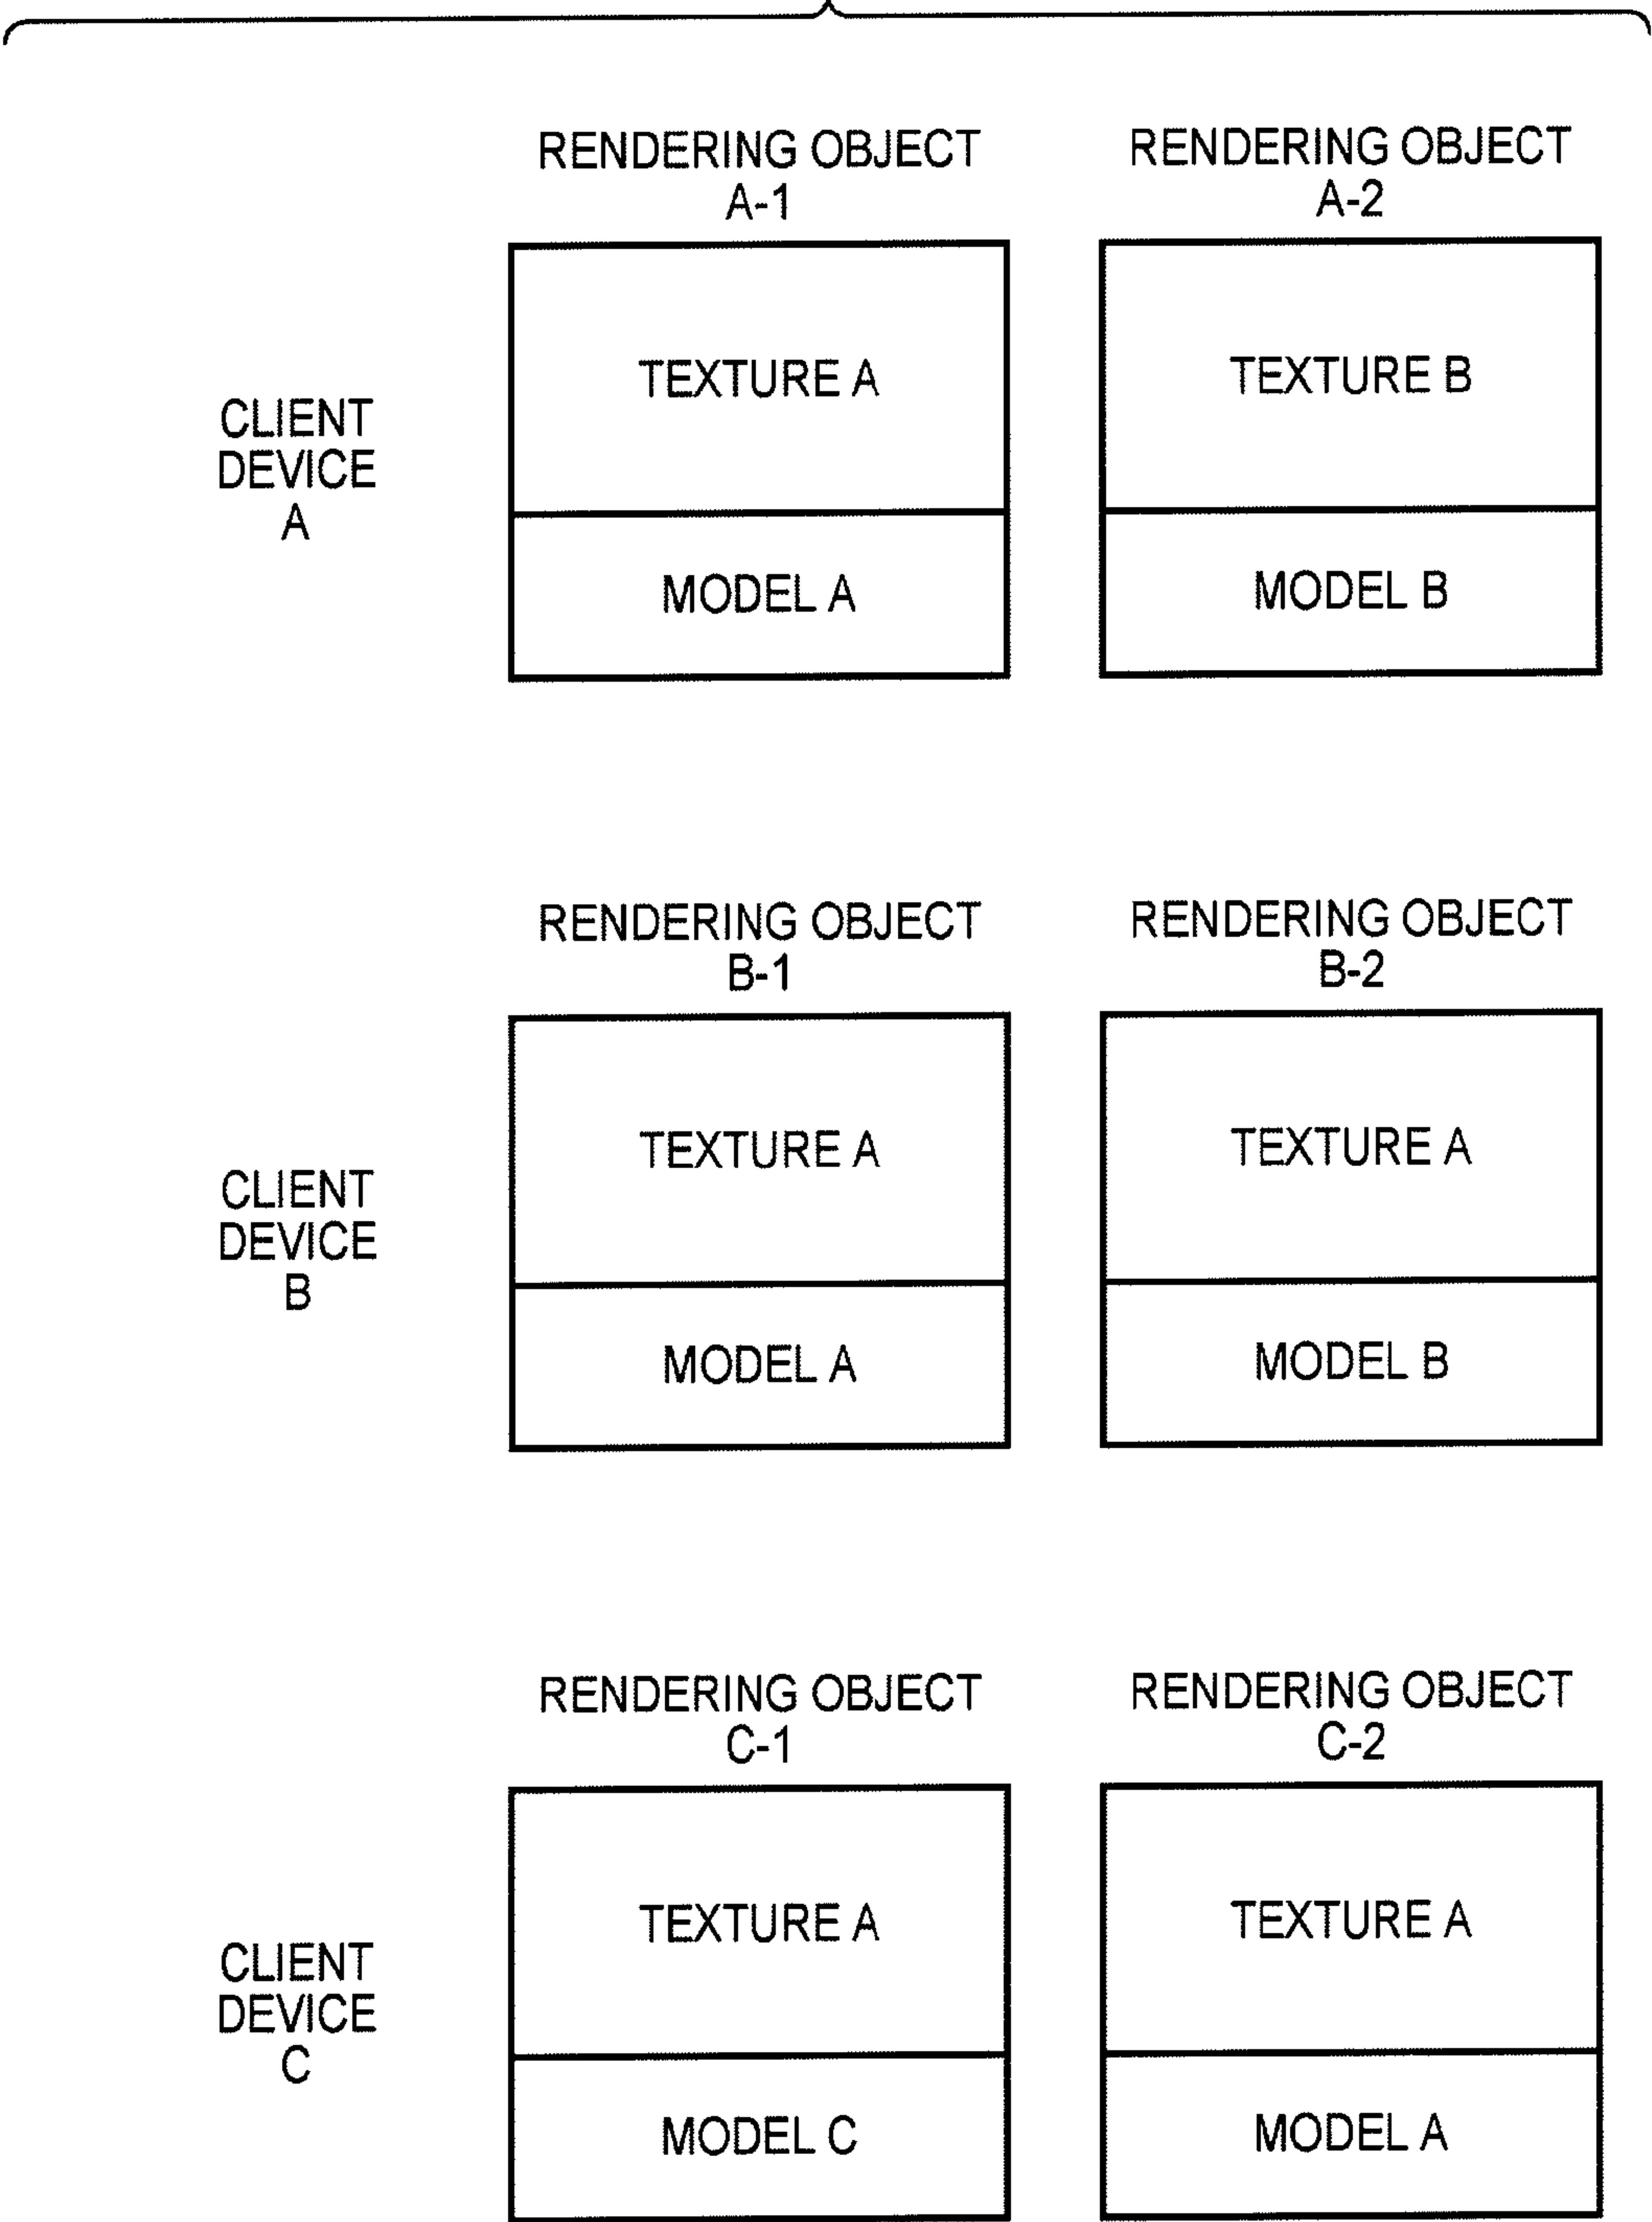 RENDERING OBJECT
A-1
RENDERING OBJECT
A-2
CLIENT
DEVICE
A
TEXTURE A
MODEL A
TEXTURE B
MODEL B
RENDERING OBJECT
B-1
RENDERING OBJECT
B-2
CLIENT
DEVICE
B
TEXTURE A
MODEL A
TEXTURE A
MODEL B
RENDERING OBJECT
C-1
RENDERING OBJECT
C-2
CLIENT
DEVICE
C
TEXTURE A
MODEL C
TEXTURE A
MODEL A